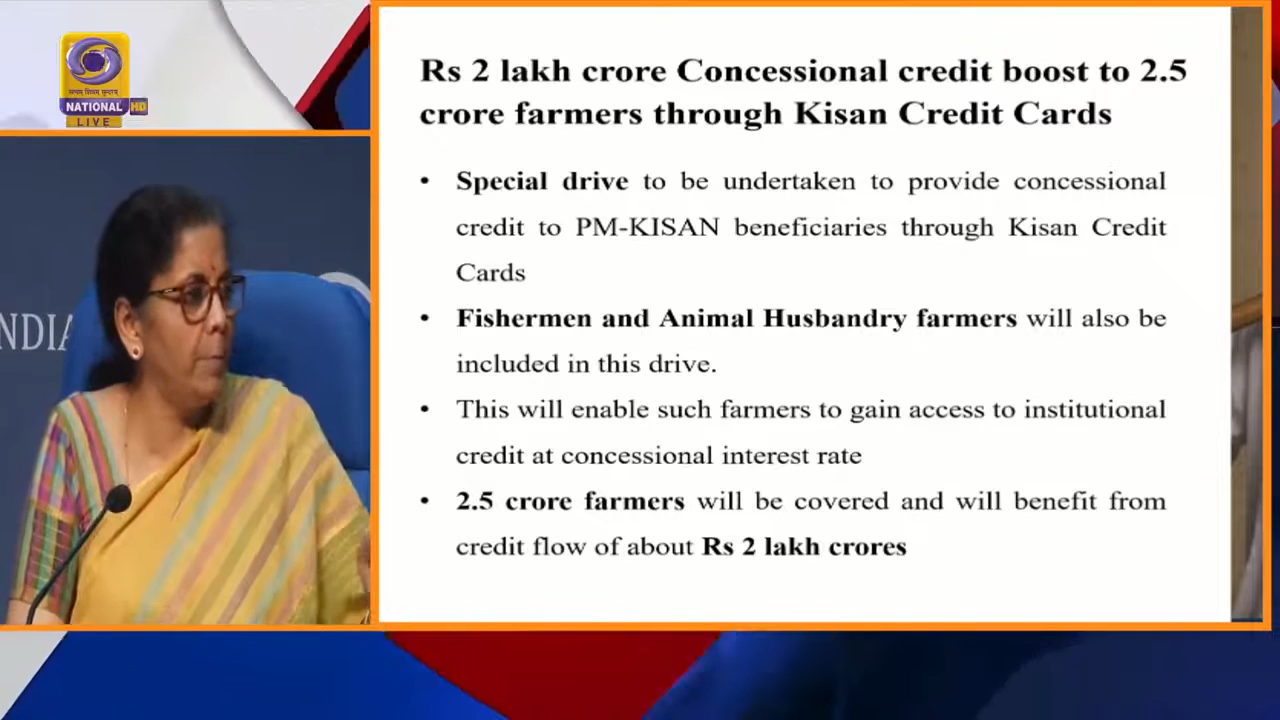 सत्यम् शिवम् सुन्दरम्
NATIONAL HD
LIVE
NDIA
Rs 2 lakh crore Concessional credit boost to 2.5
crore farmers through Kisan Credit Cards
• Special drive to be undertaken to provide concessional
credit to PM-KISAN beneficiaries through Kisan Credit
Cards
• Fishermen and Animal Husbandry farmers will also be
included in this drive.
• This will enable such farmers to gain access to institutional
credit at concessional interest rate
• 2.5 crore farmers will be covered and will benefit from
credit flow of about Rs 2 lakh crores